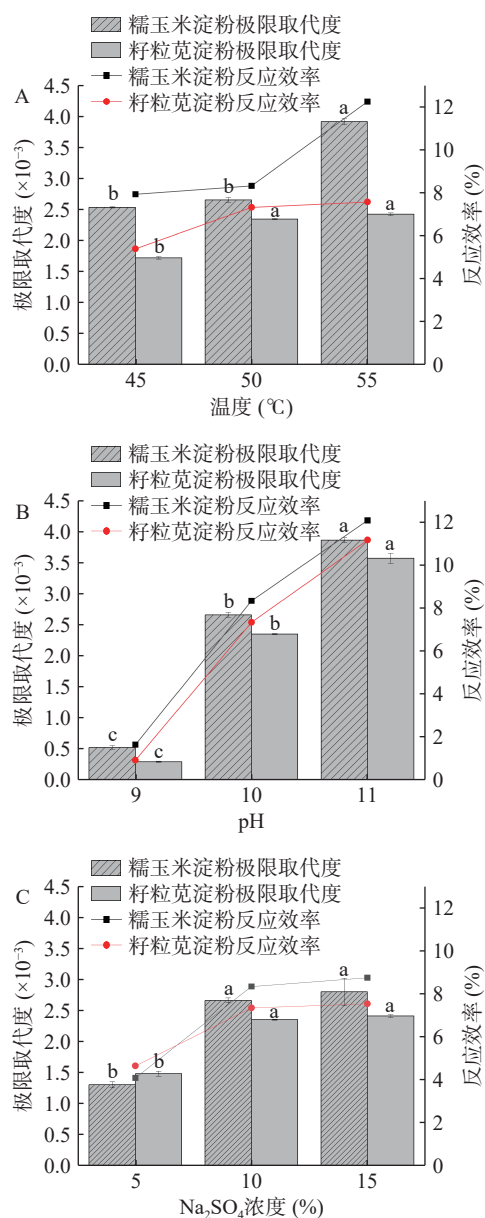 糯玉米淀粉极限取代度
籽粒苋淀粉极限取代度
糯玉米淀粉反应效率
籽粒苋淀粉反应效率
A
极限取代度 (×10⁻³)
4.5
4.0
3.5
3.0
2.5
2.0
1.5
1.0
0.5
0.0
b
b
b
a
a
a
12
10
8
6
4
2
0
反应效率 (%)
45
50
55
温度 (℃)
糯玉米淀粉极限取代度
籽粒苋淀粉极限取代度
糯玉米淀粉反应效率
籽粒苋淀粉反应效率
B
极限取代度 (×10⁻³)
4.5
4.0
3.5
3.0
2.5
2.0
1.5
1.0
0.5
0.0
c
c
b
b
a
a
12
10
8
6
4
2
0
反应效率 (%)
9
10
11
pH
糯玉米淀粉极限取代度
籽粒苋淀粉极限取代度
糯玉米淀粉反应效率
籽粒苋淀粉反应效率
C
极限取代度 (×10⁻³)
4.5
4.0
3.5
3.0
2.5
2.0
1.5
1.0
0.5
0.0
b
b
a
a
a
a
12
10
8
6
4
2
0
反应效率 (%)
5
10
15
Na₂SO₄浓度 (%)